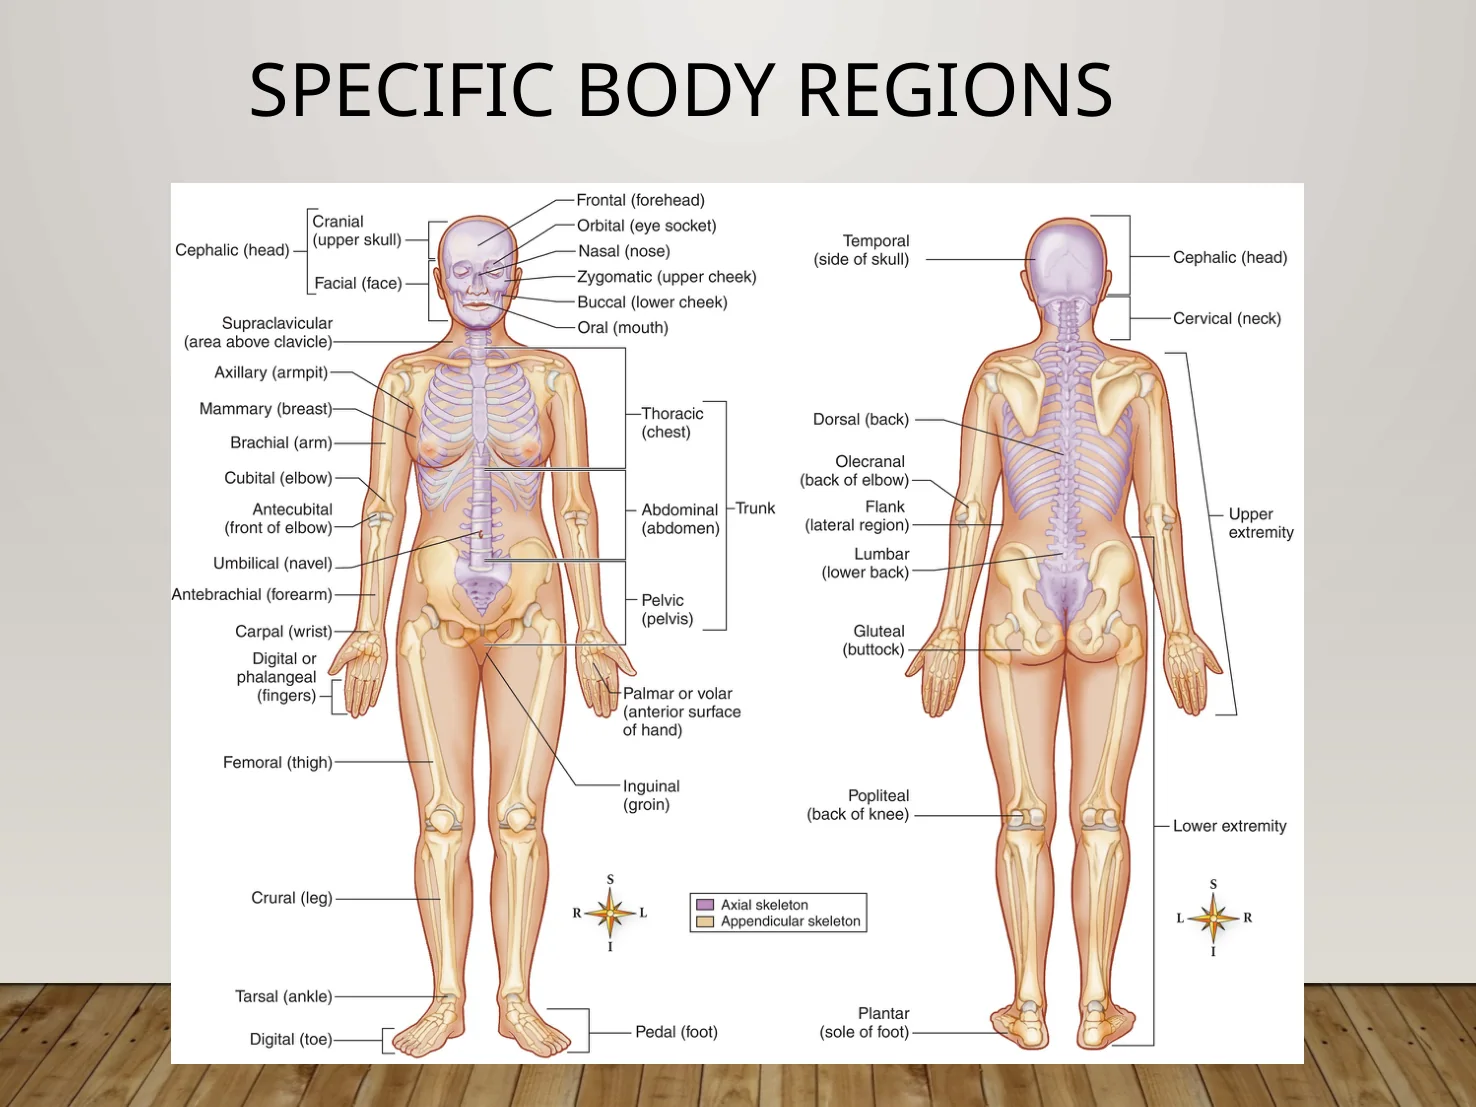 SPECIFIC BODY REGIONS
Cephalic (head)
Cranial
(upper skull)
Facial (face)
Supraclavicular
(area above clavicle)
Axillary (armpit)
Mammary (breast)
Brachial (arm)
Cubital (elbow)
Antecubital
(front of elbow)
Umbilical (navel)
Antebrachial (forearm)
Carpal (wrist)
Digital or
phalangeal
(fingers)
Femoral (thigh)
Crural (leg)
Tarsal (ankle)
Digital (toe)
Frontal (forehead)
Orbital (eye socket)
Nasal (nose)
Zygomatic (upper cheek)
Buccal (lower cheek)
Oral (mouth)
Thoracic
(chest)
Abdominal
(abdomen)
Trunk
Pelvic
(pelvis)
Palmar or volar
(anterior surface
of hand)
Inguinal
(groin)
S
R L
I
Pedal (foot)
Axial skeleton
Appendicular skeleton
Temporal
(side of skull)
Dorsal (back)
Olecranal
(back of elbow)
Flank
(lateral region)
Lumbar
(lower back)
Gluteal
(buttock)
Popliteal
(back of knee)
Plantar
(sole of foot)
Cephalic (head)
Cervical (neck)
Upper
extremity
Lower extremity
S
L R
I